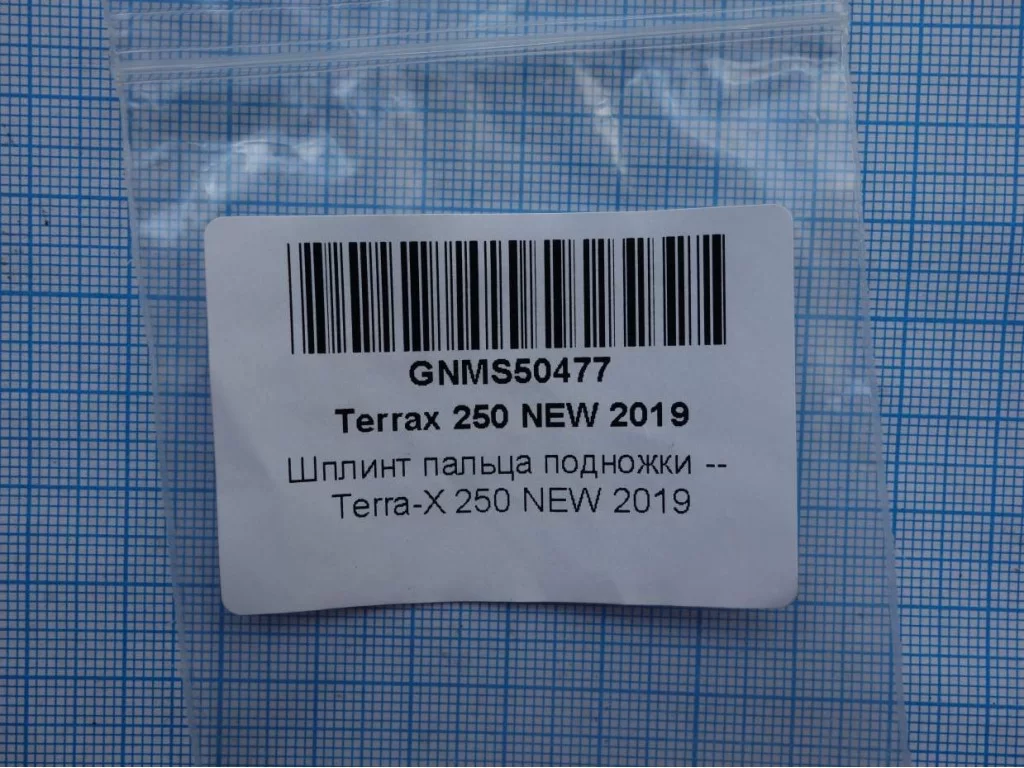 GNMS50477
Terrax 250 NEW 2019
Шплинт пальца подножки --
Terra-X 250 NEW 2019